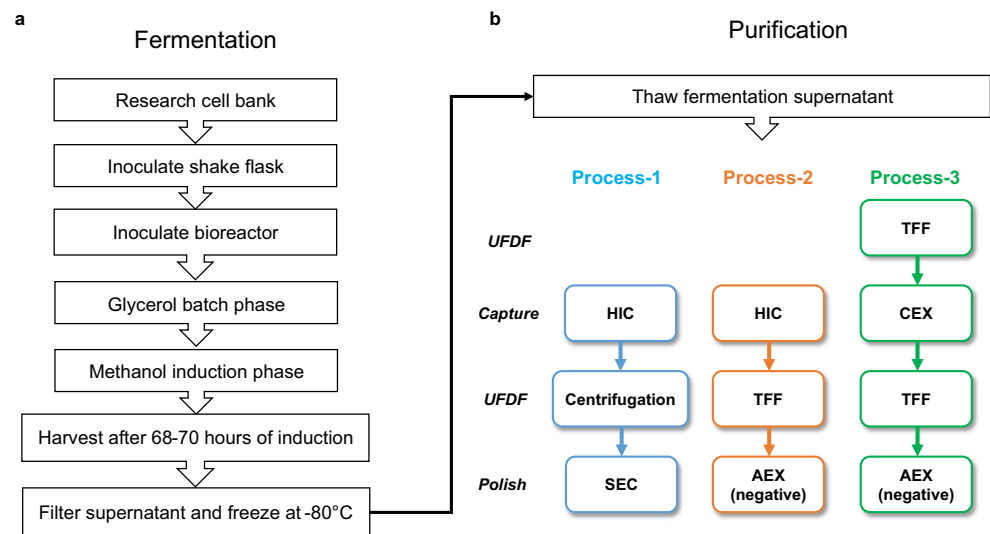 a
Fermentation
Research cell bank
Inoculate shake flask
Inoculate bioreactor
Glycerol batch phase
Methanol induction phase
Harvest after 68-70 hours of induction
Filter supernatant and freeze at -80°C
b
Purification
Thaw fermentation supernatant
Process-1 Process-2 Process-3
UFDF TFF
Capture HIC HIC CEX
UFDF Centrifugation TFF TFF
Polish SEC AEX (negative) AEX (negative)